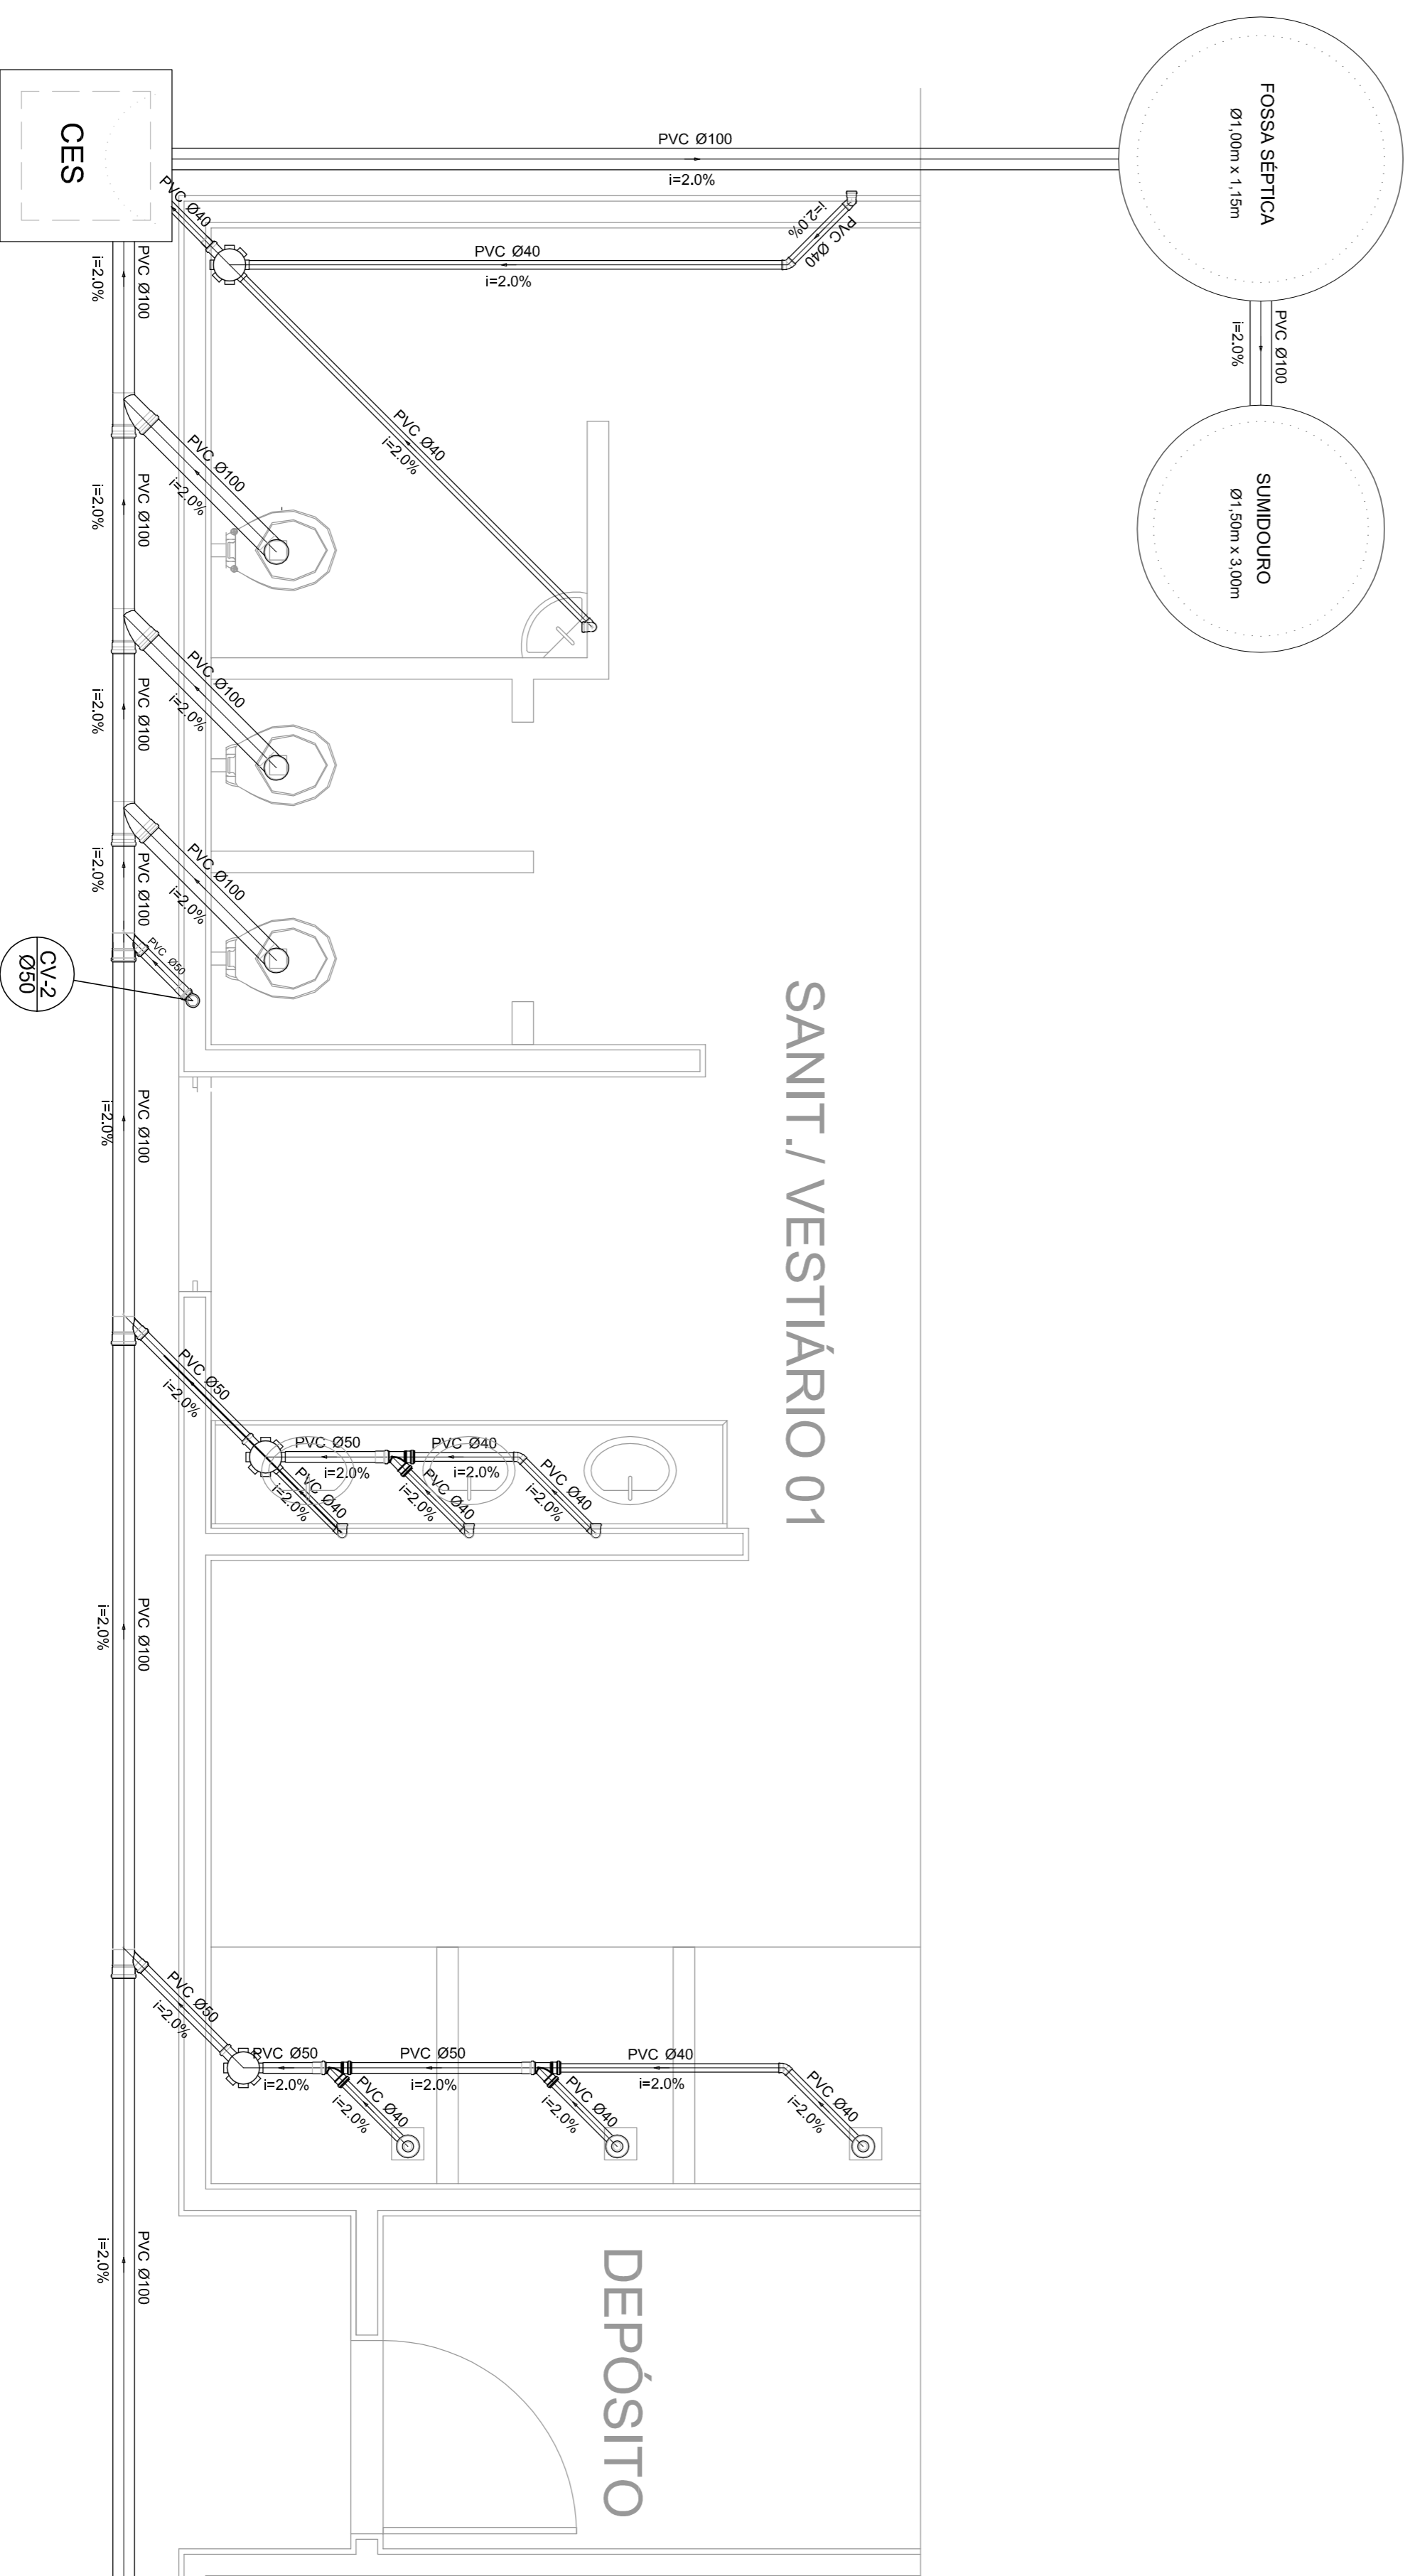 FOSSA SÉPTICA
Ø1,00m x 1,15m
PVC Ø100
i=2.0%
SUMIDOURO
Ø1,50m x 3,00m
PVC Ø100
i=2.0%
CES
PVC Ø40
PVC Ø40
i=2.0%
PVC Ø40
i=2.0%
PVC Ø40
i=2.0%
PVC Ø100
i=2.0%
PVC Ø100
i=2.0%
PVC Ø100
i=2.0%
PVC Ø100
i=2.0%
PVC Ø100
i=2.0%
PVC Ø100
i=2.0%
PVC Ø100
i=2.0%
PVC Ø50
CV-2
Ø50
SANIT./ VESTIÁRIO 01
PVC Ø100
i=2.0%
PVC Ø50
i=2.0%
PVC Ø50
i=2.0%
PVC Ø40
i=2.0%
PVC Ø40
i=2.0%
PVC Ø40
i=2.0%
PVC Ø40
i=2.0%
PVC Ø100
i=2.0%
PVC Ø50
i=2.0%
PVC Ø50
i=2.0%
PVC Ø50
i=2.0%
PVC Ø40
i=2.0%
PVC Ø40
i=2.0%
PVC Ø40
i=2.0%
PVC Ø40
i=2.0%
PVC Ø100
i=2.0%
DEPÓSITO